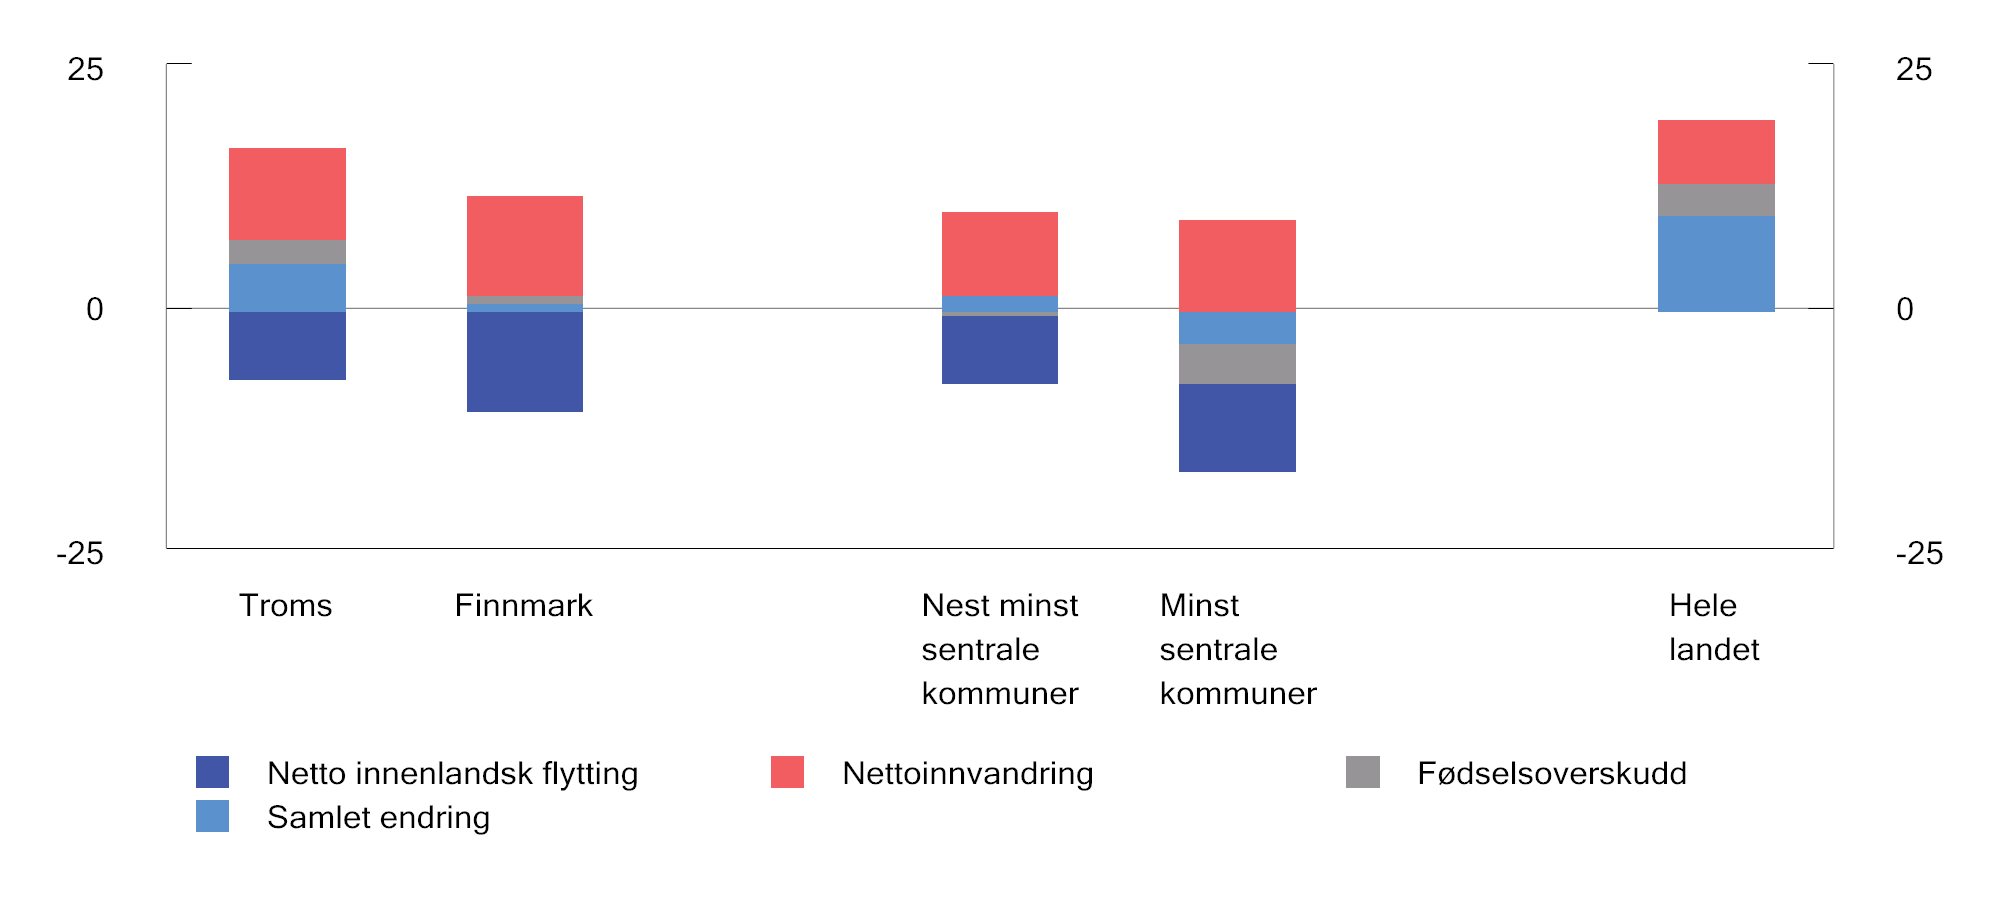 25
25
0
0
-25
-25
Troms
Finnmark
Nest minst
sentrale
kommuner
Minst
sentrale
kommuner
Hele
landet
Netto innenlandsk flytting
Nettoinnvandring
Fødselsoverskudd
Samlet endring